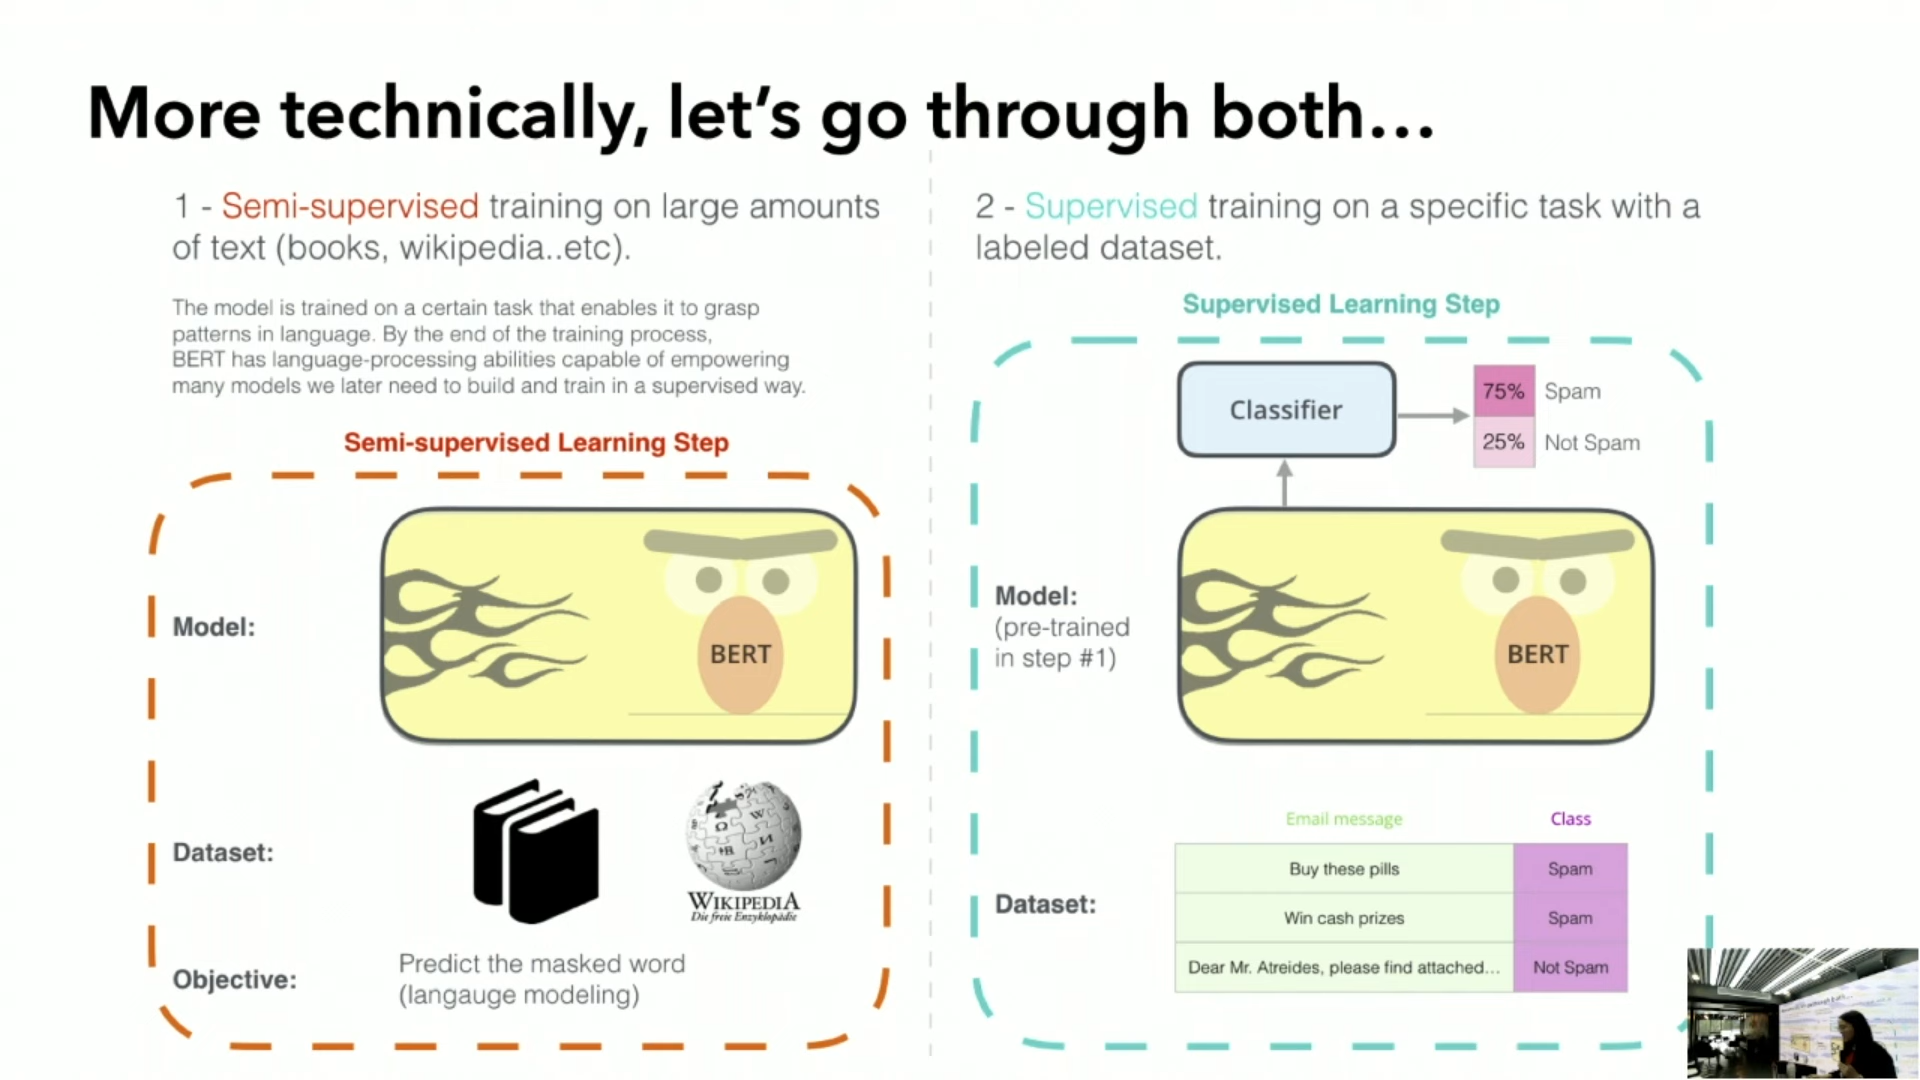 More technically, let's go through both...
1 - Semi-supervised training on large amounts
of text (books, wikipedia..etc).
The model is trained on a certain task that enables it to grasp
patterns in language. By the end of the training process,
BERT has language-processing abilities capable of empowering
many models we later need to build and train in a supervised way.
Semi-supervised Learning Step
Model:
BERT
Dataset:
WIKIPEDIA
Die freie Enzyklopädie
Objective:
Predict the masked word
(langauge modeling)
2 - Supervised training on a specific task with a
labeled dataset.
Supervised Learning Step
Classifier
75% Spam
25% Not Spam
Model:
(pre-trained
in step #1)
BERT
Dataset:
Email message Class
Buy these pills Spam
Win cash prizes Spam
Dear Mr. Atreides, please find attached... Not Spam